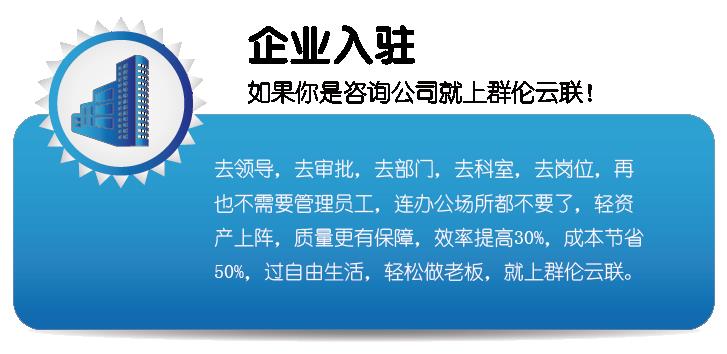 企业入驻
如果你是咨询公司就上群伦云联!
去领导，去审批，去部门，去科室，去岗位，再
也不需要管理员工，连办公场所都不要了，轻资
产上阵，质量更有保障，效率提高30%，成本节省
50%，过自由生活，轻松做老板，就上群伦云联。